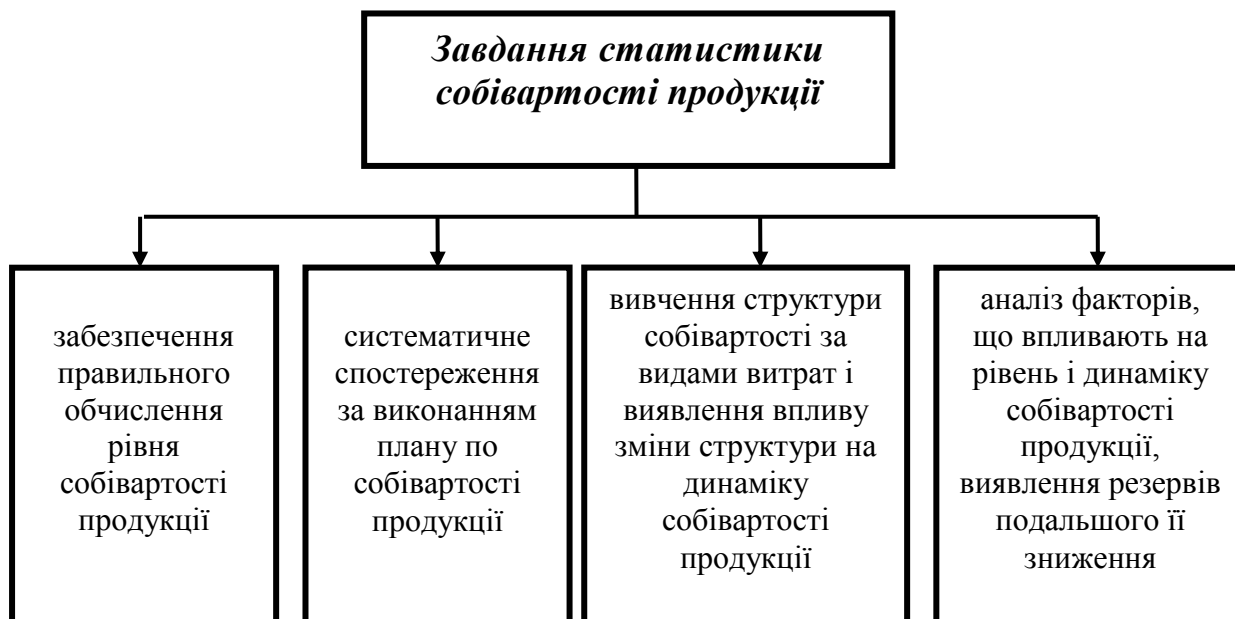 Завдання статистики
собівартості продукції
забезпечення
правильного
обчислення
рівня
собівартості
продукції
систематичне
спостереження
за виконанням
плану по
собівартості
продукції
вивчення структури
собівартості за
видами витрат і
виявлення впливу
зміни структури на
динаміку
собівартості
продукції
аналіз факторів,
що впливають на
рівень і динаміку
собівартості
продукції,
виявлення резервів
подальшого її
зниження